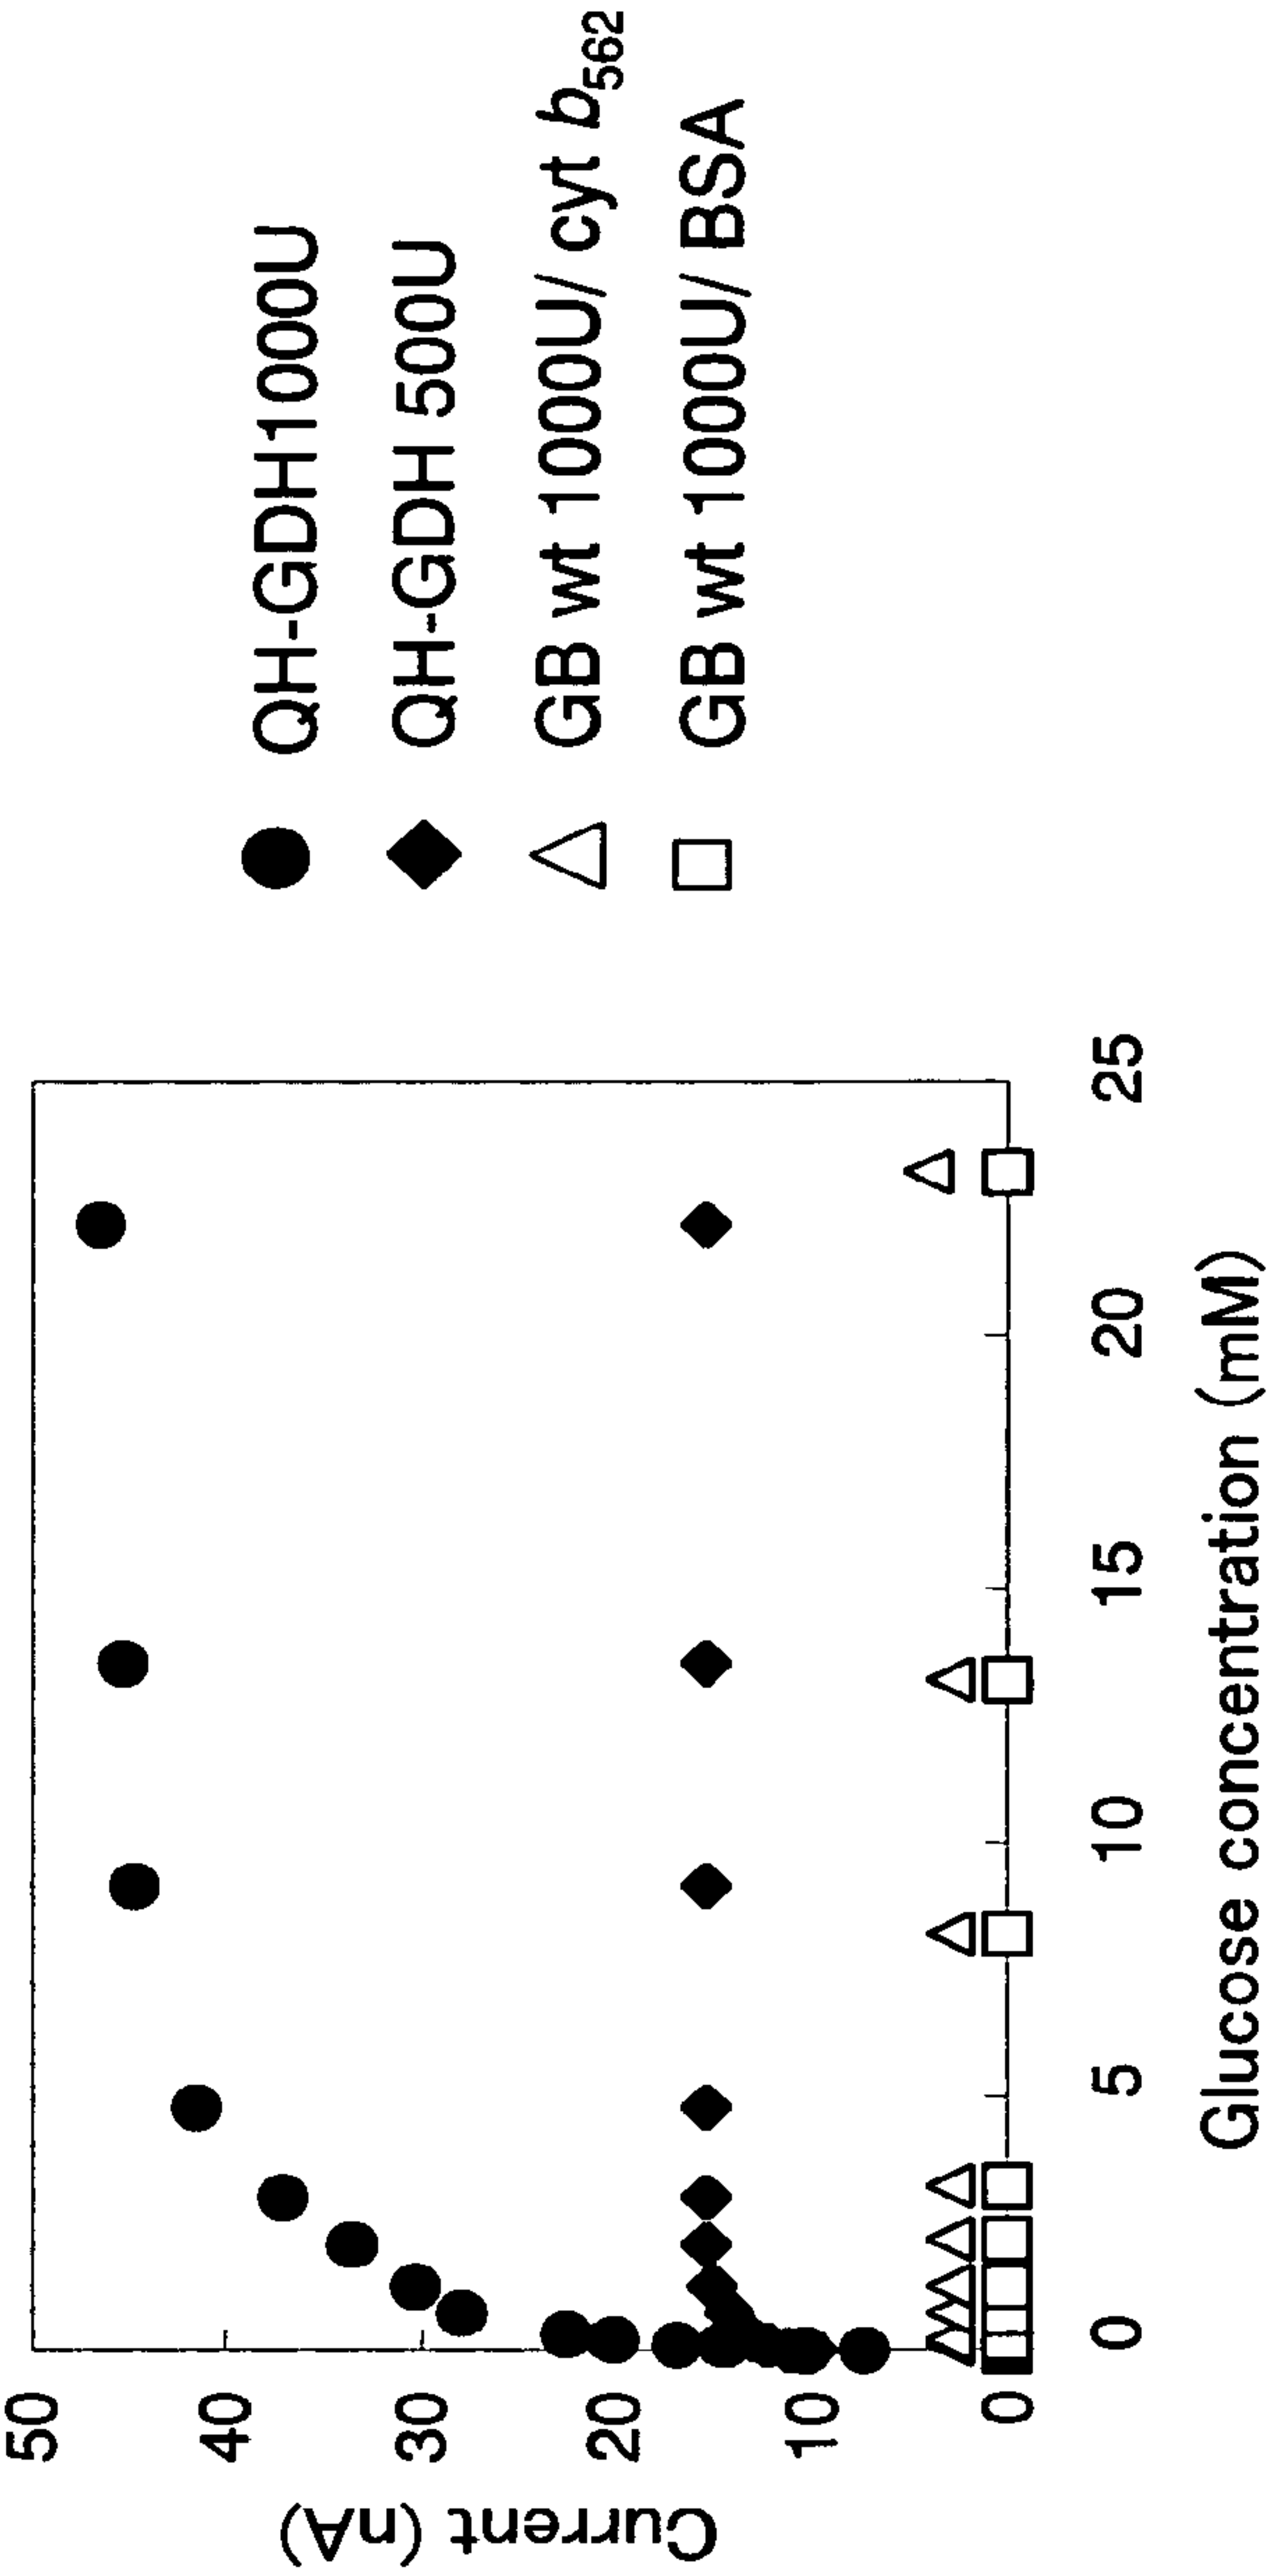 Current (nA)
50
40
30
20
10
0
0
5
10
15
20
25
Glucose concentration (mM)
QH-GDH1000U
QH-GDH 500U
GB wt 1000U/ cyt b562
GB wt 1000U/ BSA